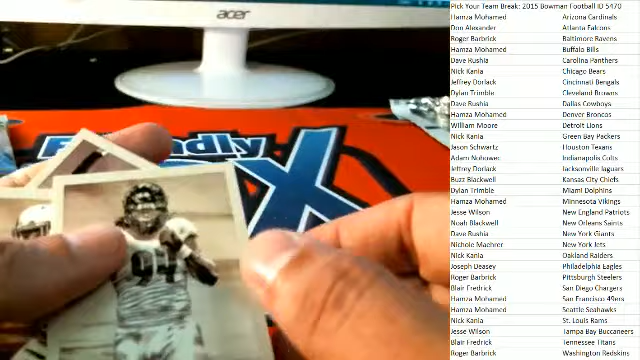 acer
Pick Your Team Break: 2015 Bowman Football ID 5470
Hamza Mohamed Arizona Cardinals
Don Alexander Atlanta Falcons
Roger Barbrick Baltimore Ravens
Hamza Mohamed Buffalo Bills
Dave Rushia Carolina Panthers
Nick Kania Chicago Bears
Jeffrey Dorlack Cincinnati Bengals
Dylan Trimble Cleveland Browns
Dave Rushia Dallas Cowboys
Hamza Mohamed Denver Broncos
William Moore Detroit Lions
Nick Kania Green Bay Packers
Jason Schwartz Houston Texans
Adam Nohowec Indianapolis Colts
Jeffrey Dorlack Jacksonville Jaguars
Buzz Blackwell Kansas City Chiefs
Dylan Trimble Miami Dolphins
Hamza Mohamed Minnesota Vikings
Jesse Wilson New England Patriots
Noah Blackwell New Orleans Saints
Dave Rushia New York Giants
Nichole Maehrer New York Jets
Nick Kania Oakland Raiders
Joseph Deasey Philadelphia Eagles
Roger Barbrick Pittsburgh Steelers
Blair Fredrick San Diego Chargers
Hamza Mohamed San Francisco 49ers
Hamza Mohamed Seattle Seahawks
Nick Kania St. Louis Rams
Jesse Wilson Tampa Bay Buccaneers
Blair Fredrick Tennessee Titans
Roger Barbrick Washington Redskins
94
X